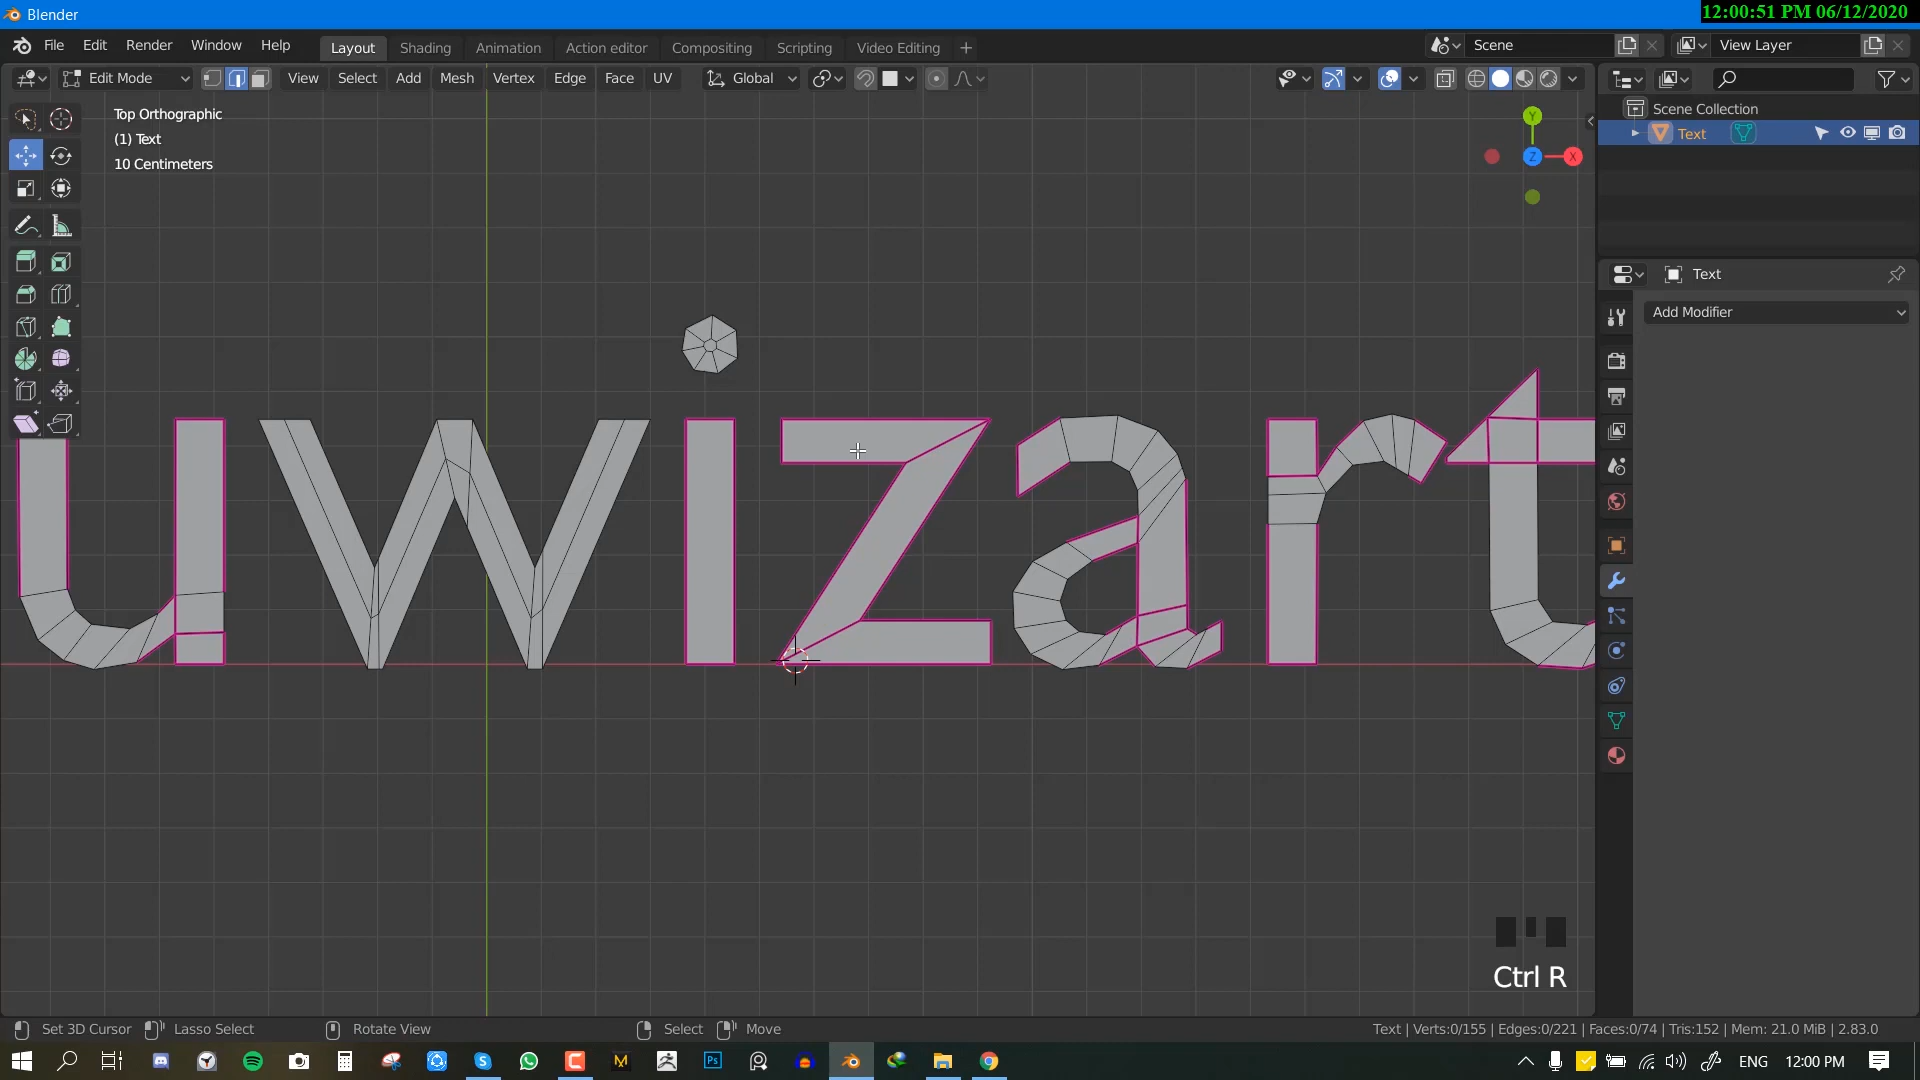 Blender
12:00:51 PM 06/12/2020
File Edit Render Window Help
Layout Shading Animation Action editor Compositing Scripting Video Editing +
Scene
View Layer
Edit Mode
View Select Add Mesh Vertex Edge Face UV
Global
Top Orthographic
(1) Text
10 Centimeters
Y
Z
X
Scene Collection
Text
Text
Add Modifier
uwizart
Ctrl R
Set 3D Cursor Lasso Select Rotate View Select Move
Text | Verts:0/155 | Edges:0/221 | Faces:0/74 | Tris:152 | Mem: 21.0 MiB | 2.83.0
Ps
ENG 12:00 PM